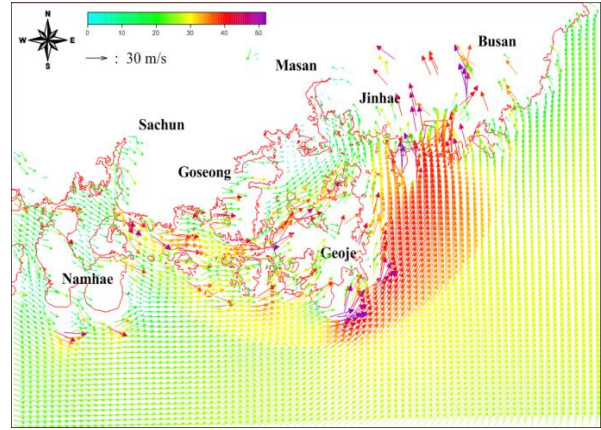 N
W E
S
0 10 20 30 40 50
: 30 m/s
Busan
Masan
Jinhae
Sachun
Goseong
Geoje
Namhae